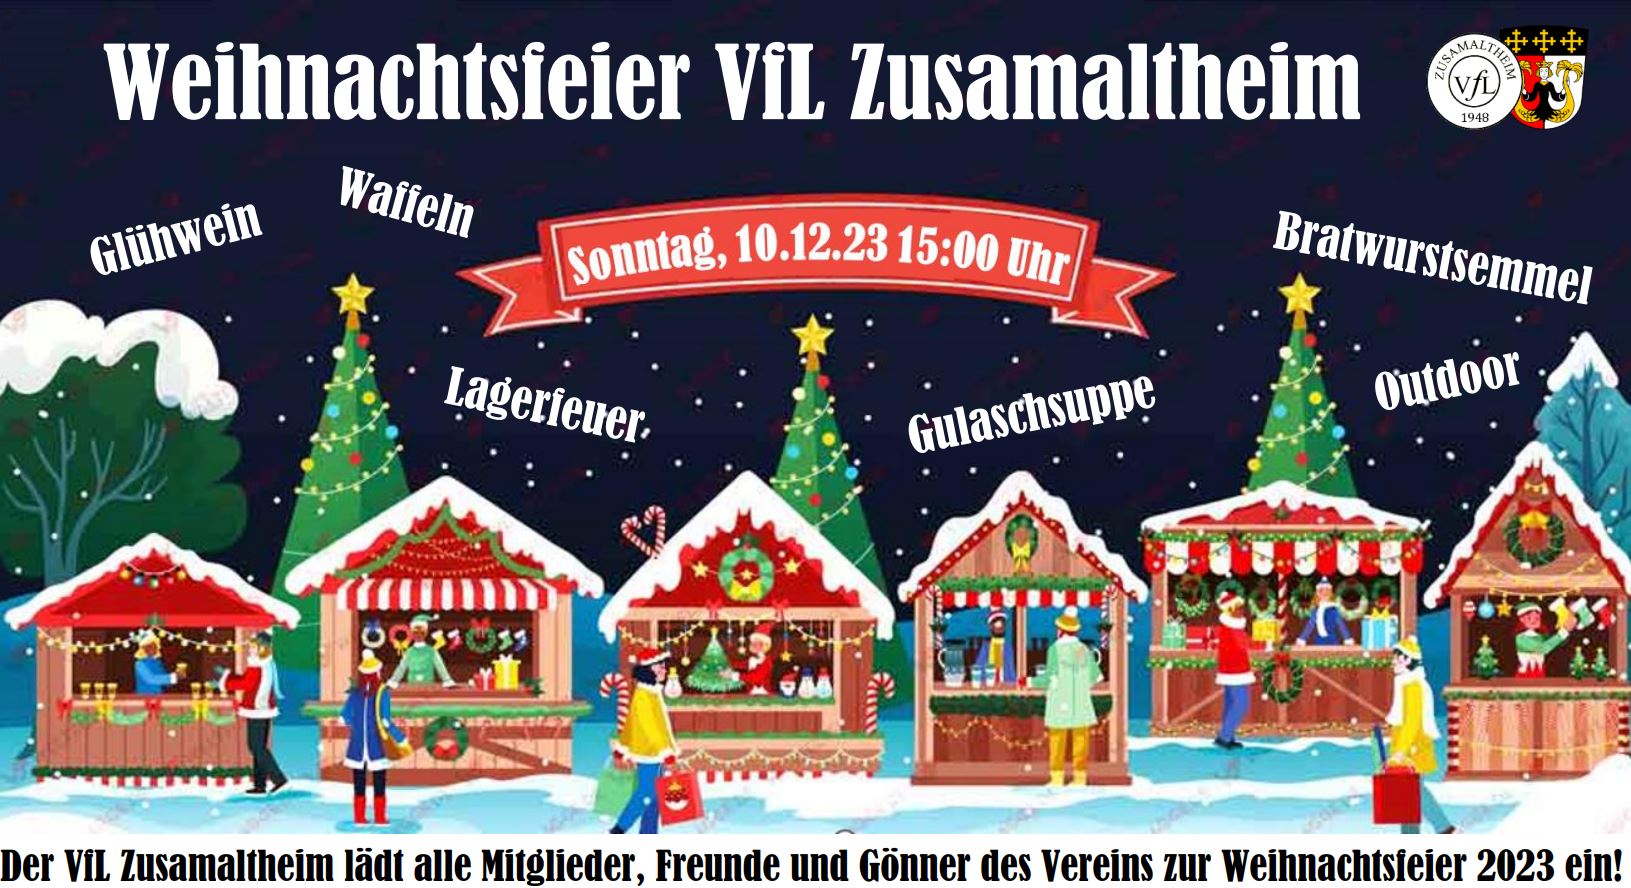 Weihnachtsfeier VfL Zusamaltheim
ZUSAMALTHEIM
VfL
1948
Waffeln
Glühwein
Sonntag, 10.12.23 15:00 Uhr
Bratwurstsemmel
Lagerfeuer
Gulaschsuppe
Outdoor
Der VfL Zusamaltheim lädt alle Mitglieder, Freunde und Gönner des Vereins zur Weihnachtsfeier 2023 ein!